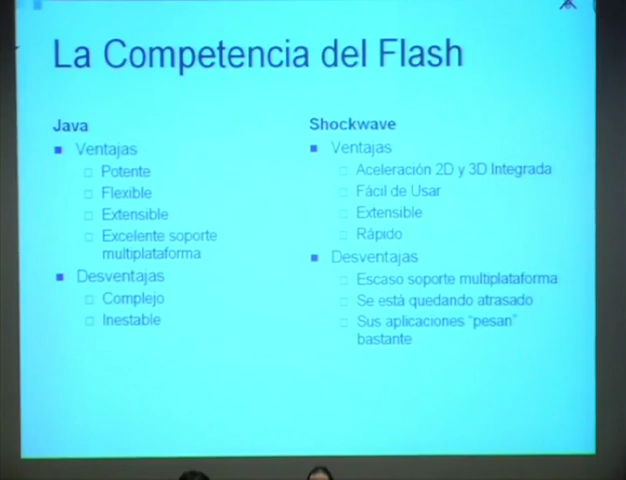 La Competencia del Flash
Java
Ventajas
Potente
Flexible
Extensible
Excelente soporte
multiplataforma
Desventajas
Complejo
Inestable
Shockwave
Ventajas
Aceleración 2D y 3D Integrada
Fácil de Usar
Extensible
Rápido
Desventajas
Escaso soporte multiplataforma
Se está quedando atrasado
Sus aplicaciones "pesan"
bastante